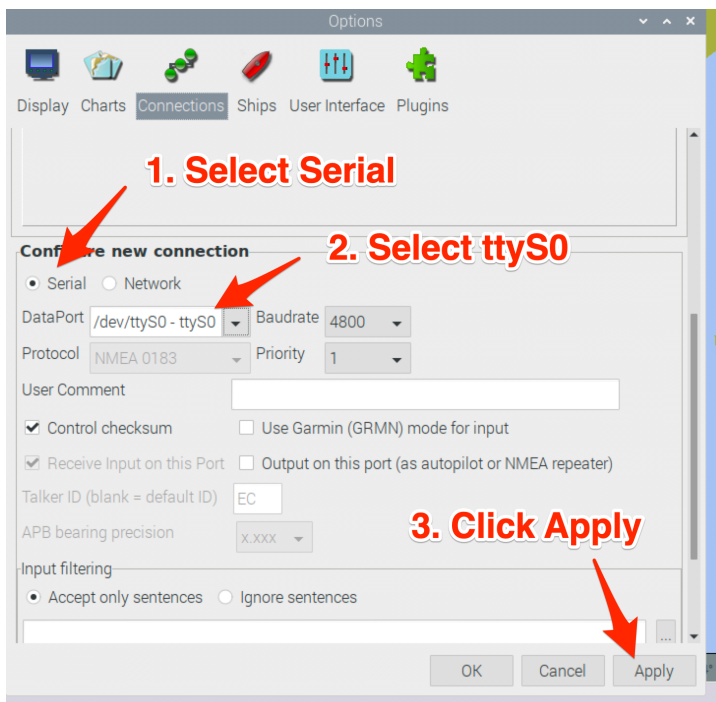 Options
Display Charts Connections Ships User Interface Plugins
1. Select Serial
Configure new connection
2. Select ttyS0
Serial Network
DataPort /dev/ttyS0 - ttyS0 Baudrate 4800
Protocol NMEA 0183 Priority 1
User Comment
Control checksum Use Garmin (GRMN) mode for input
Receive Input on this Port Output on this port (as autopilot or NMEA repeater)
Talker ID (blank = default ID) EC
APB bearing precision x.xxx
3. Click Apply
Input filtering
Accept only sentences Ignore sentences
...
OK Cancel Apply